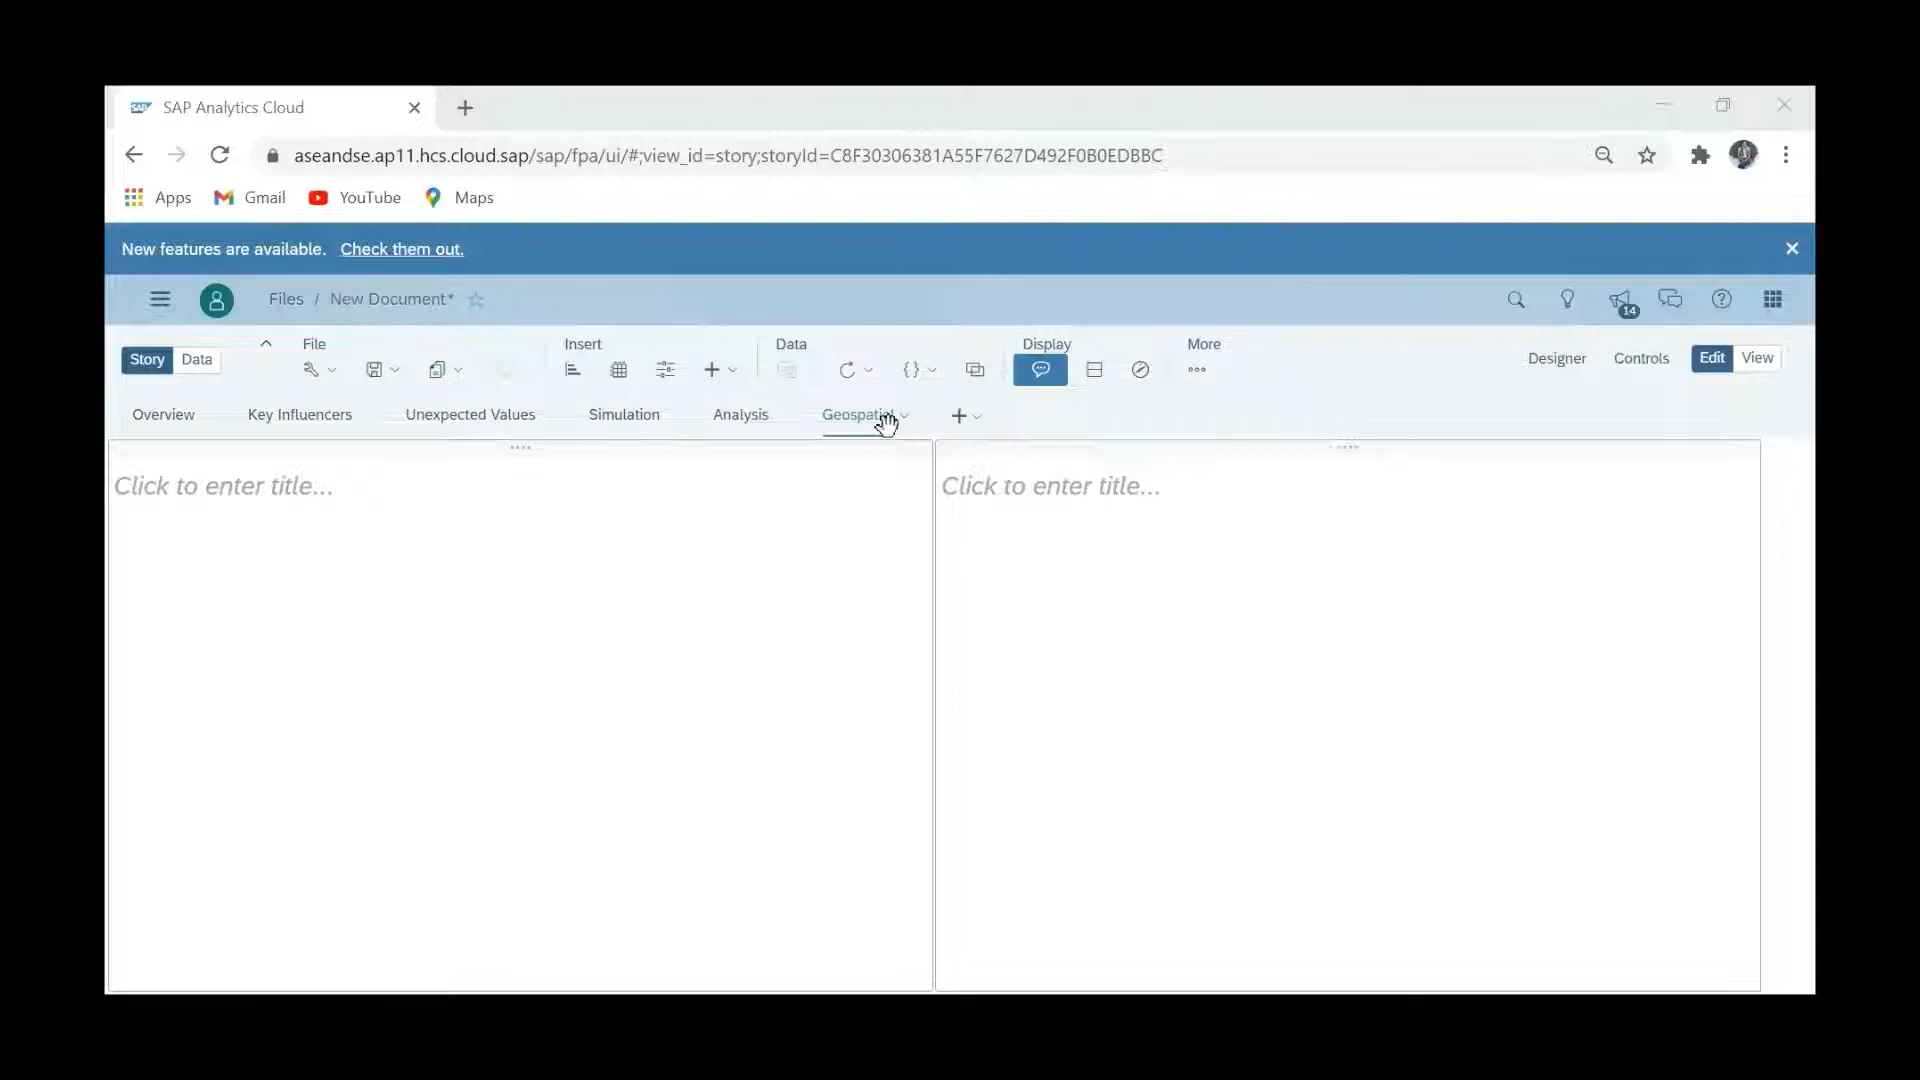 SAP SAP Analytics Cloud
aseandse.ap11.hcs.cloud.sap/sap/fpa/ui/#;view_id=story;storyId=C8F30306381A55F7627D492F0B0EDBBC
Apps Gmail YouTube Maps
New features are available. Check them out.
Files / New Document*
14
File Insert Data Display More
Story Data Designer Controls Edit View
Overview Key Influencers Unexpected Values Simulation Analysis Geospatial
Click to enter title... Click to enter title...